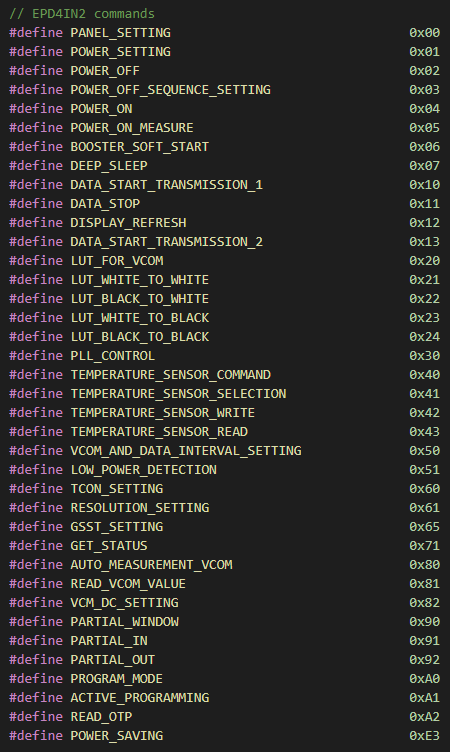 // EPD4IN2 commands
#define PANEL_SETTING 0x00
#define POWER_SETTING 0x01
#define POWER_OFF 0x02
#define POWER_OFF_SEQUENCE_SETTING 0x03
#define POWER_ON 0x04
#define POWER_ON_MEASURE 0x05
#define BOOSTER_SOFT_START 0x06
#define DEEP_SLEEP 0x07
#define DATA_START_TRANSMISSION_1 0x10
#define DATA_STOP 0x11
#define DISPLAY_REFRESH 0x12
#define DATA_START_TRANSMISSION_2 0x13
#define LUT_FOR_VCOM 0x20
#define LUT_WHITE_TO_WHITE 0x21
#define LUT_BLACK_TO_WHITE 0x22
#define LUT_WHITE_TO_BLACK 0x23
#define LUT_BLACK_TO_BLACK 0x24
#define PLL_CONTROL 0x30
#define TEMPERATURE_SENSOR_COMMAND 0x40
#define TEMPERATURE_SENSOR_SELECTION 0x41
#define TEMPERATURE_SENSOR_WRITE 0x42
#define TEMPERATURE_SENSOR_READ 0x43
#define VCOM_AND_DATA_INTERVAL_SETTING 0x50
#define LOW_POWER_DETECTION 0x51
#define TCON_SETTING 0x60
#define RESOLUTION_SETTING 0x61
#define GSST_SETTING 0x65
#define GET_STATUS 0x71
#define AUTO_MEASUREMENT_VCOM 0x80
#define READ_VCOM_VALUE 0x81
#define VCM_DC_SETTING 0x82
#define PARTIAL_WINDOW 0x90
#define PARTIAL_IN 0x91
#define PARTIAL_OUT 0x92
#define PROGRAM_MODE 0xA0
#define ACTIVE_PROGRAMMING 0xA1
#define READ_OTP 0xA2
#define POWER_SAVING 0xE3